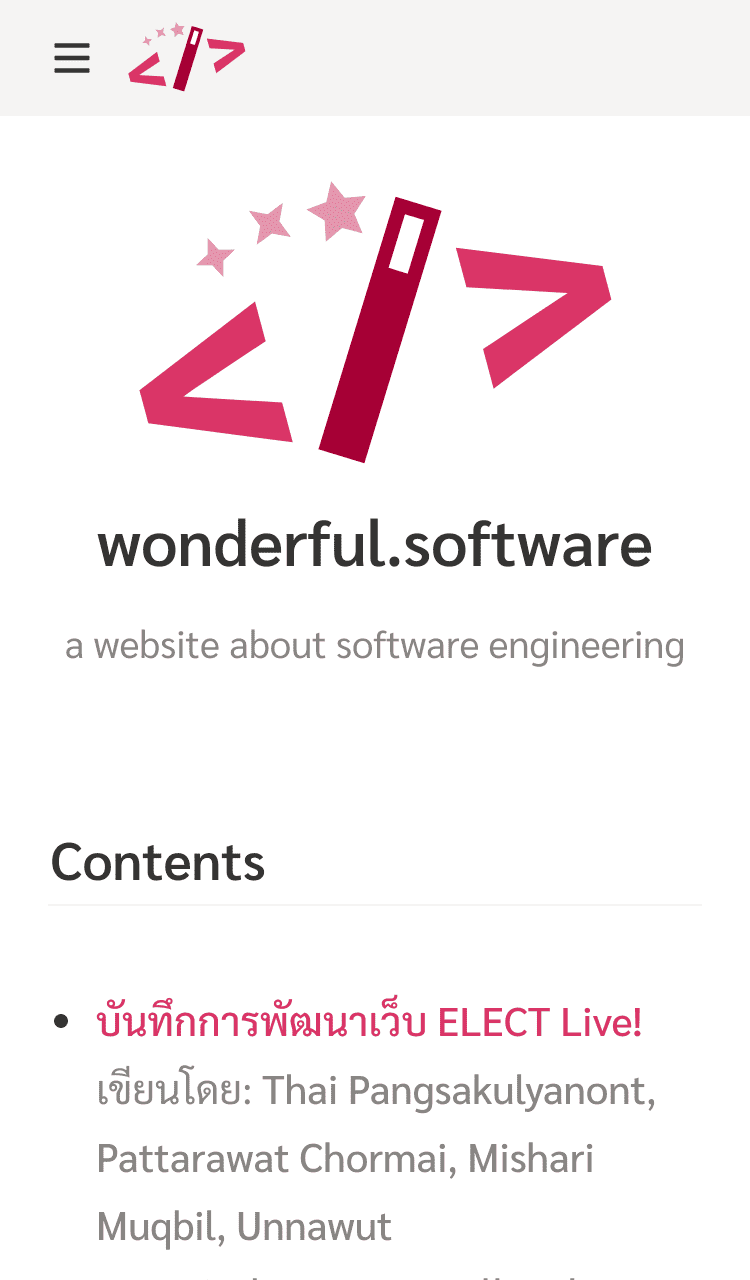 wonderful.software
a website about software engineering
Contents
บันทึกการพัฒนาเว็บ ELECT Live!
เขียนโดย: Thai Pangsakulyanont,
Pattarawat Chormai, Mishari
Muqbil, Unnawut